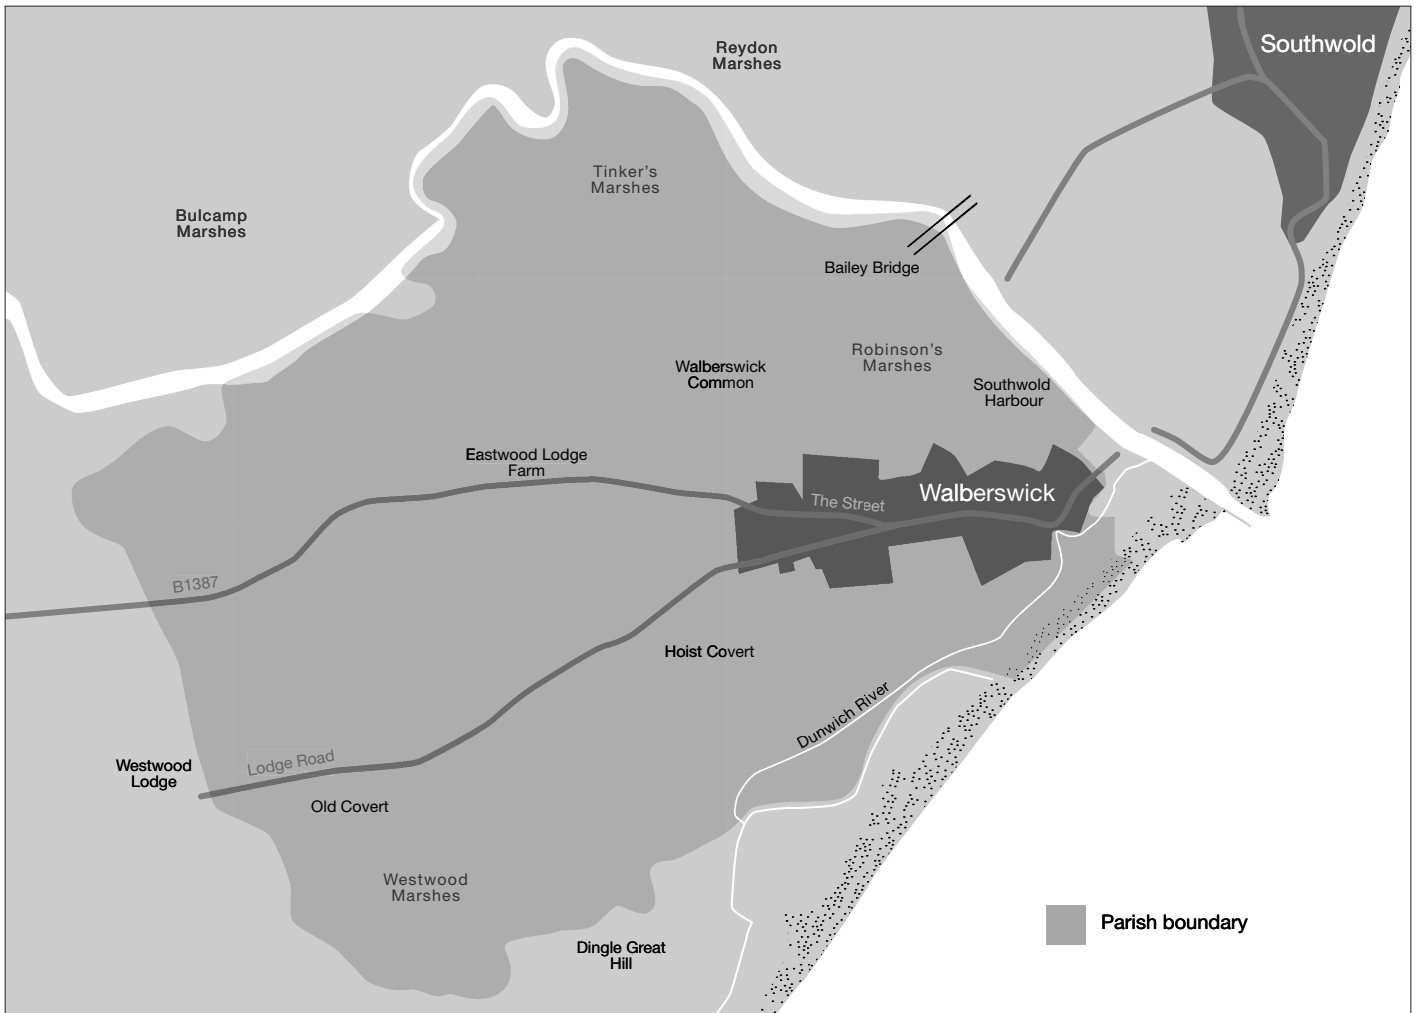 Reydon
Marshes
Southwold
Tinker's
Marshes
Bulcamp
Marshes
Bailey Bridge
Robinson's
Marshes
Walberswick
Common
Southwold
Harbour
Eastwood Lodge
Farm
The Street
Walberswick
B1387
Hoist Covert
Dunwich River
Westwood
Lodge
Lodge Road
Old Covert
Westwood
Marshes
Dingle Great
Hill
Parish boundary